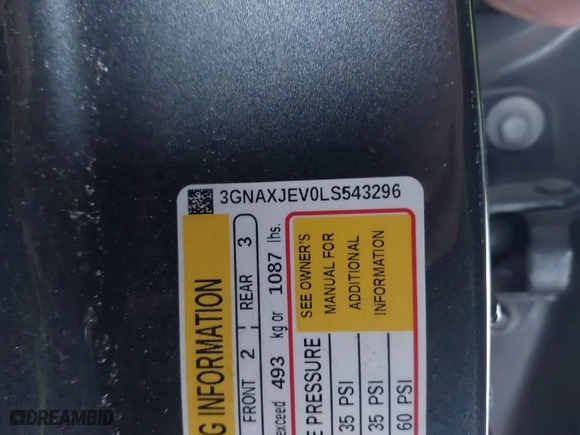 3GNAXJEV0LS543296
G INFORMATION
FRONT 2 REAR 3
exceed 493 kg or 1087 lbs.
E PRESSURE
SEE OWNER'S
MANUAL FOR
ADDITIONAL
INFORMATION
35 PSI
35 PSI
60 PSI
DREAMBID